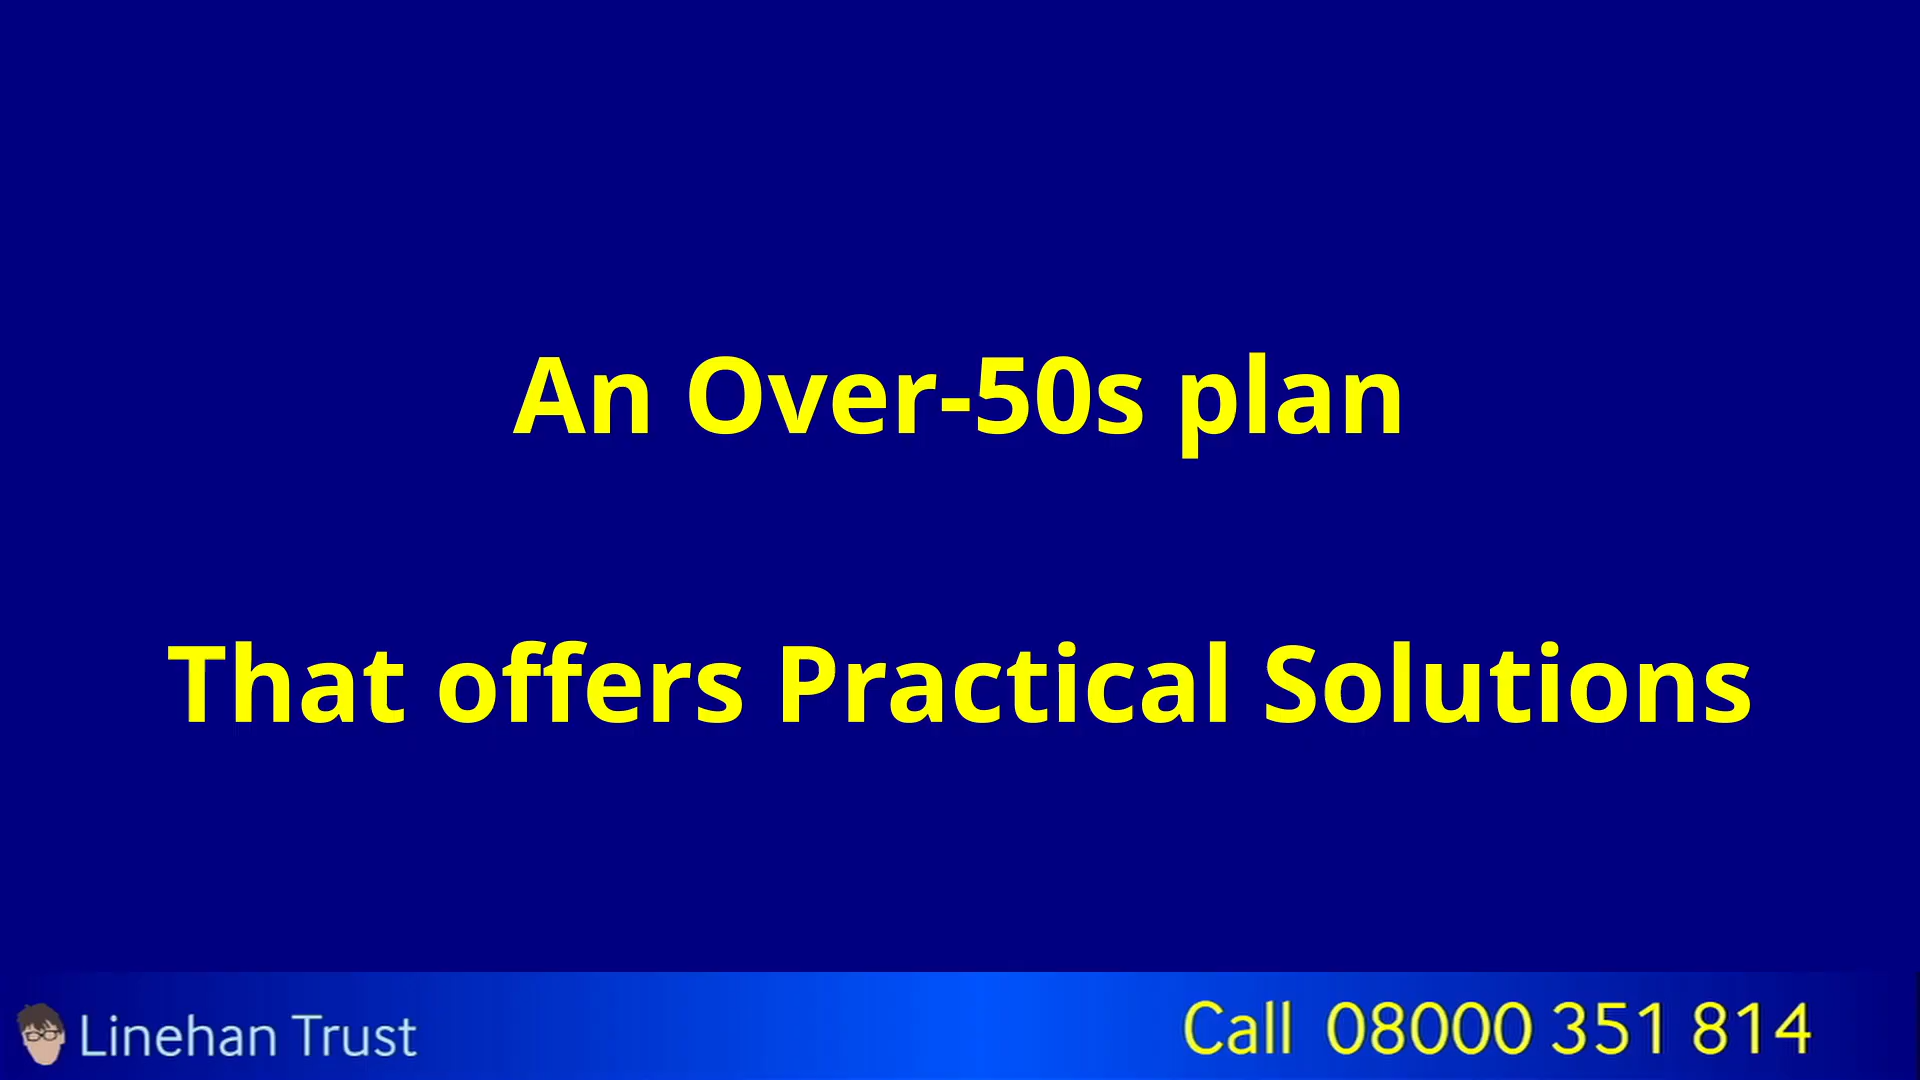 An Over-50s plan
That offers Practical Solutions
Linehan Trust
Call 08000 351 814